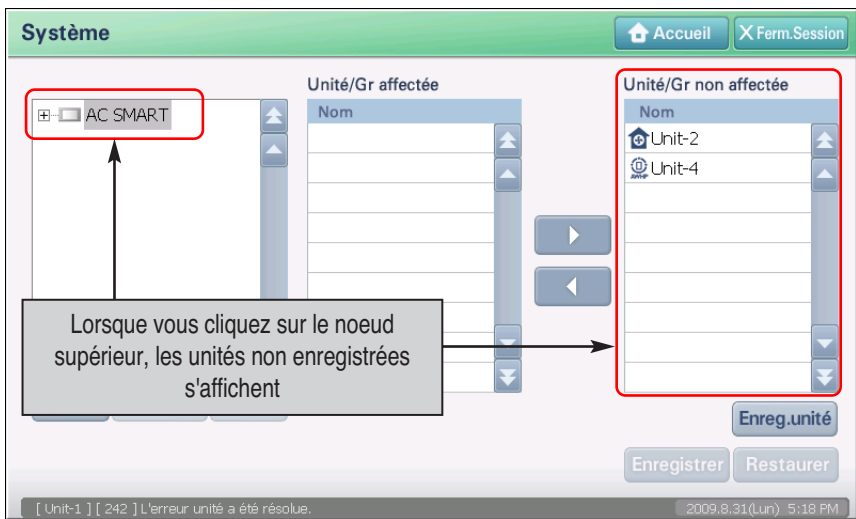 Système
Accueil
X Ferm.Session
AC SMART
Unité/Gr affectée
Nom
Unité/Gr non affectée
Nom
Unit-2
Unit-4
Lorsque vous cliquez sur le noeud
supérieur, les unités non enregistrées
s'affichent
Enreg.unité
Enregistrer
Restaurer
[ Unit-1 ] [ 242 ] L'erreur unité a été résolue.
2009,8.31(Lun) 5:18 PM